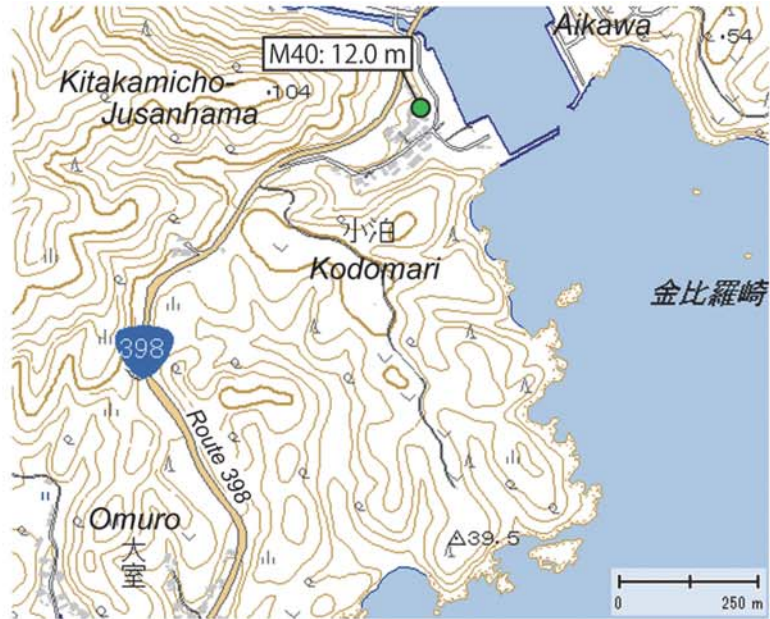 Aikawa
·54
M40: 12.0 m
Kitakamicho-
Jusanhama
·104
小泊
Kodomari
金比羅崎
398
Route 398
Omuro
大室
39.5
0 250 m